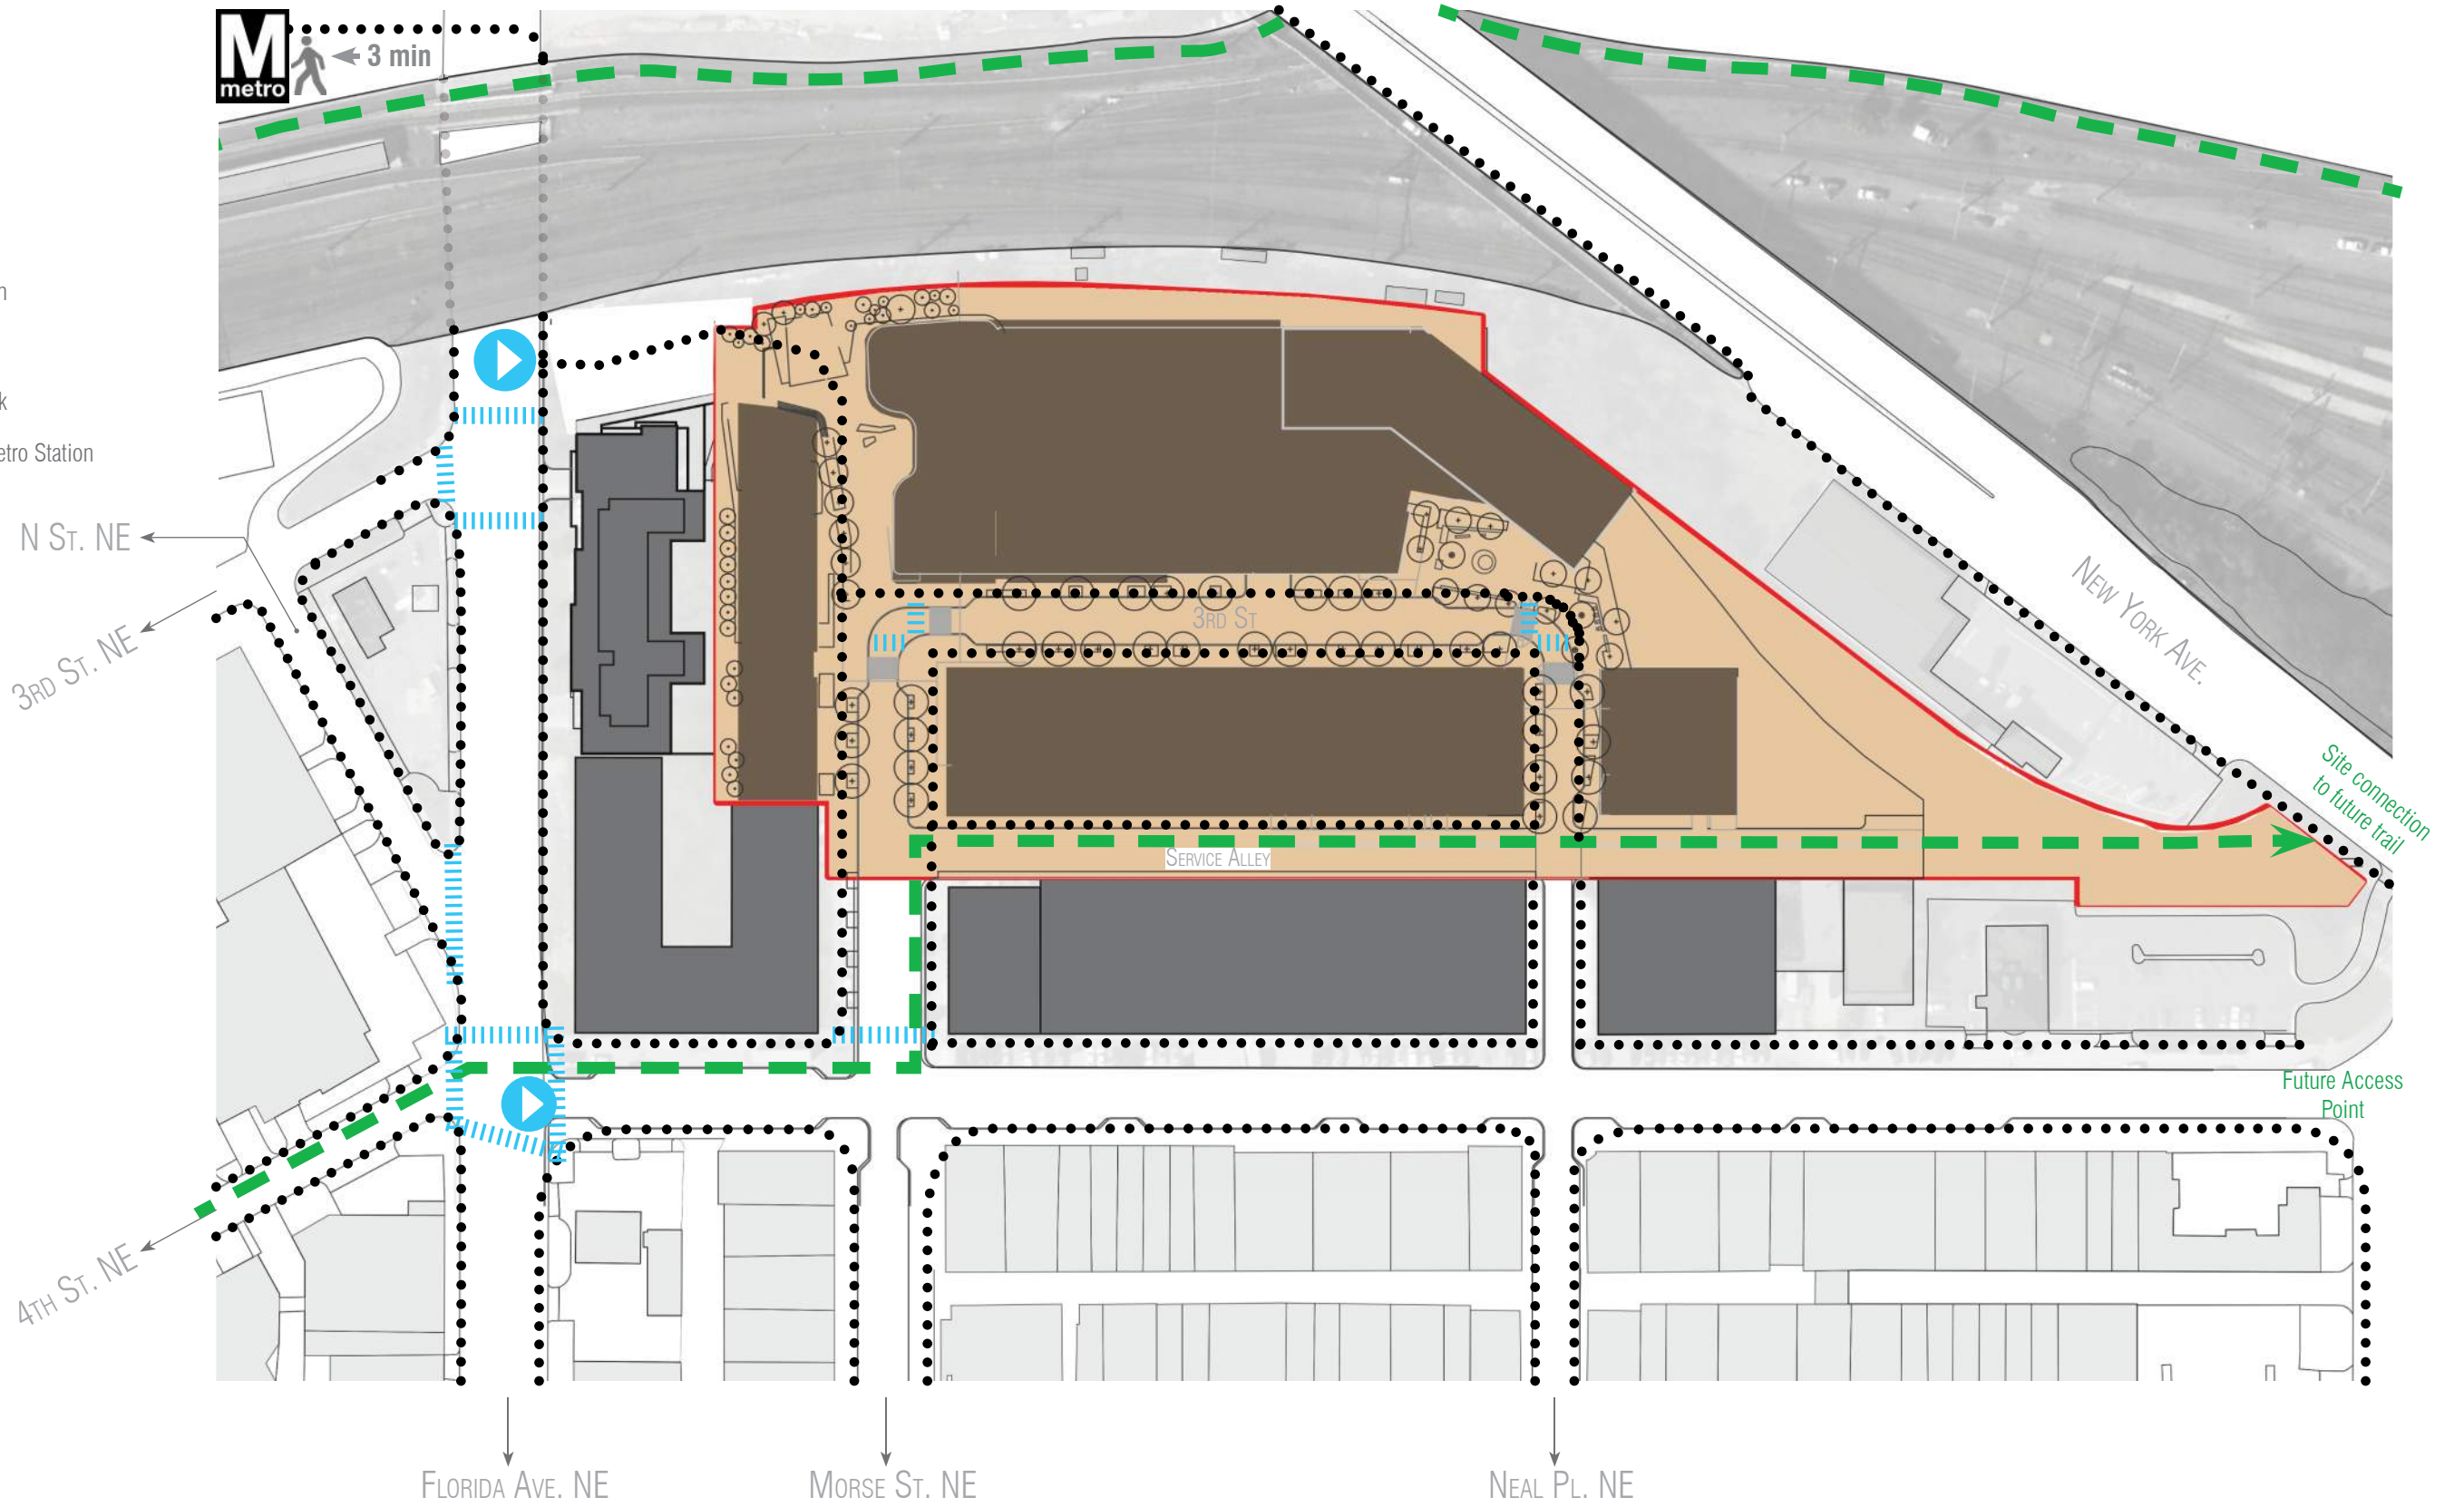 M
metro
3 min
etro Station
N St. NE
3rd St. NE
4th St. NE
3rd St
Service Alley
New York Ave.
Site connection
to future trail
Future Access
Point
Florida Ave. NE
Morse St. NE
Neal Pl. NE